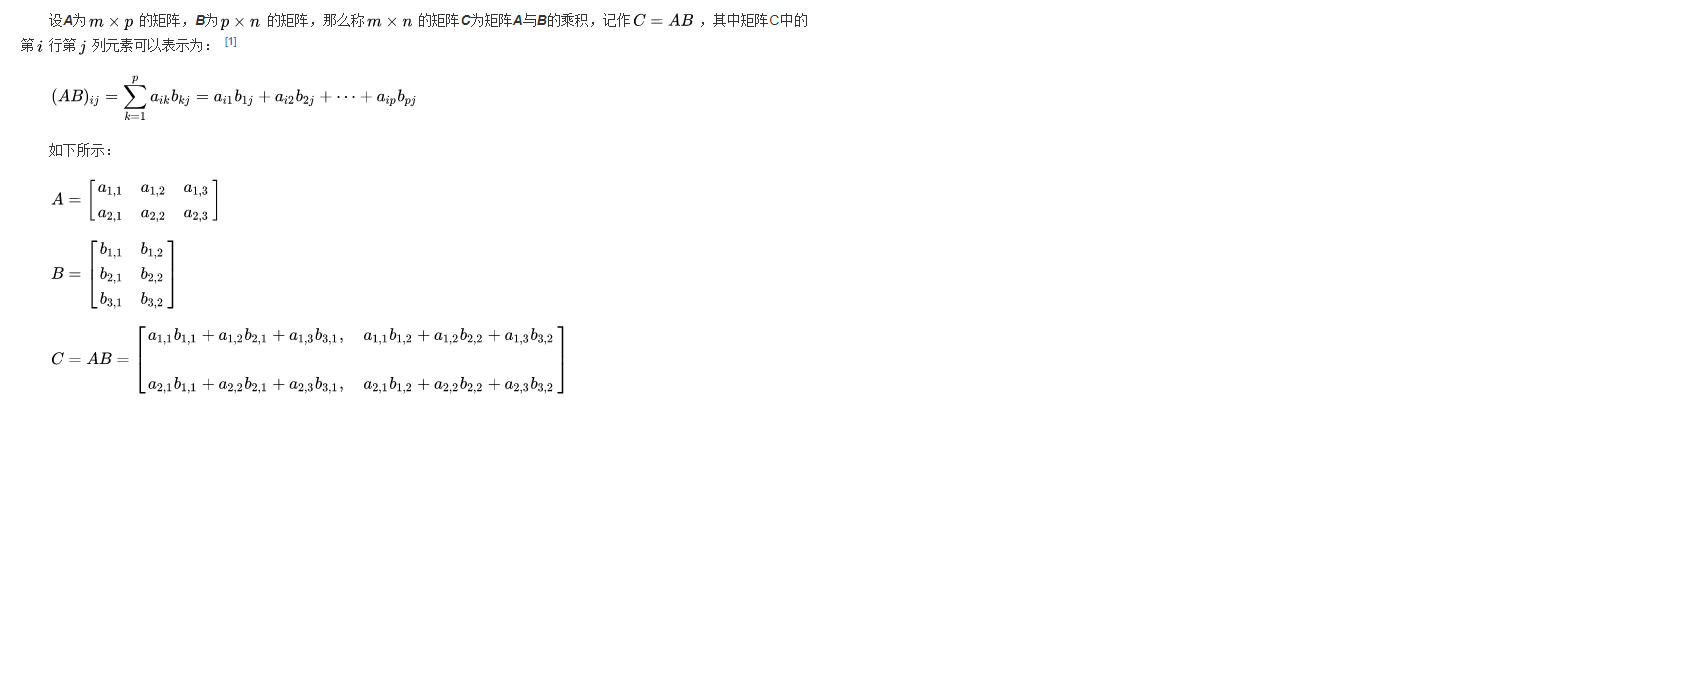 设A为 m × p 的矩阵，B为 p × n 的矩阵，那么称 m × n 的矩阵C为矩阵A与B的乘积，记作 C = AB ，其中矩阵C中的
第 i 行第 j 列元素可以表示为： [1]
$(AB)_{ij} = \sum_{k=1}^{p} a_{ik}b_{kj} = a_{i1}b_{1j} + a_{i2}b_{2j} + \cdots + a_{ip}b_{pj}$
如下所示：
$A = \begin{bmatrix} a_{1,1} & a_{1,2} & a_{1,3} \\ a_{2,1} & a_{2,2} & a_{2,3} \end{bmatrix}$
$B = \begin{bmatrix} b_{1,1} & b_{1,2} \\ b_{2,1} & b_{2,2} \\ b_{3,1} & b_{3,2} \end{bmatrix}$
$C = AB = \begin{bmatrix} a_{1,1}b_{1,1} + a_{1,2}b_{2,1} + a_{1,3}b_{3,1}, & a_{1,1}b_{1,2} + a_{1,2}b_{2,2} + a_{1,3}b_{3,2} \\ a_{2,1}b_{1,1} + a_{2,2}b_{2,1} + a_{2,3}b_{3,1}, & a_{2,1}b_{1,2} + a_{2,2}b_{2,2} + a_{2,3}b_{3,2} \end{bmatrix}$